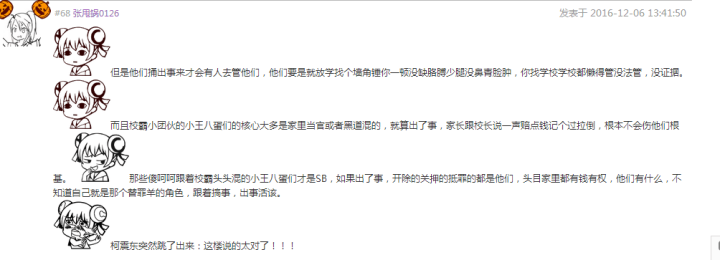 #68 张甩锅0126
发表于 2016-12-06 13:41:50
但是他们捅出事来才会有人去管他们，他们要是就放学找个墙角锤你一顿没缺胳膊少腿没鼻青脸肿，你找学校学校都懒得管没法管，没证据。
而且校霸小团伙的小王八蛋们的核心大多是家里当官或者黑道混的，就算出了事，家长跟校长说一声赔点钱记个过拉倒，根本不会伤他们根
基。 那些傻呵呵跟着校霸头头混的小王八蛋们才是SB，如果出了事，开除的关押的抵罪的都是他们，头目家里都有钱有权，他们有什么，不
知道自己就是那个替罪羊的角色，跟着搞事，出事活该。
柯震东突然跳了出来：这楼说的太对了！！！